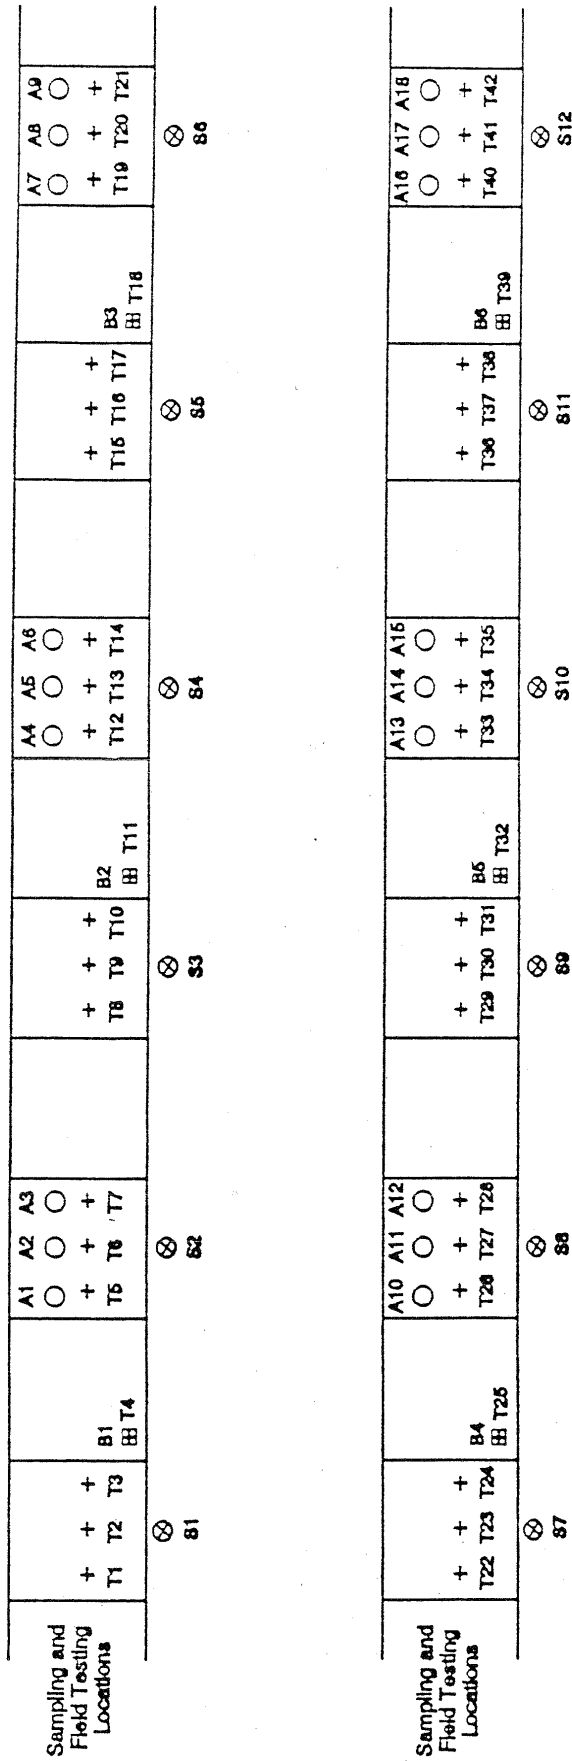 A1 A2 A3 A4 A5 A6 A7 A8 A9
Sampling and
Field Testing
Locations
B1 B2 B3
T1 T2 T3 T4 T5 T6 T7 T8 T9 T10 T11 T12 T13 T14 T15 T16 T17 T18 T19 T20 T21
S1 S2 S3 S4 S5 S6
A10 A11 A12 A13 A14 A15 A16 A17 A18
Sampling and
Field Testing
Locations
B4 B5 B6
T22 T23 T24 T25 T26 T27 T28 T29 T30 T31 T32 T33 T34 T35 T36 T37 T38 T39 T40 T41 T42
S7 S8 S9 S10 S11 S12